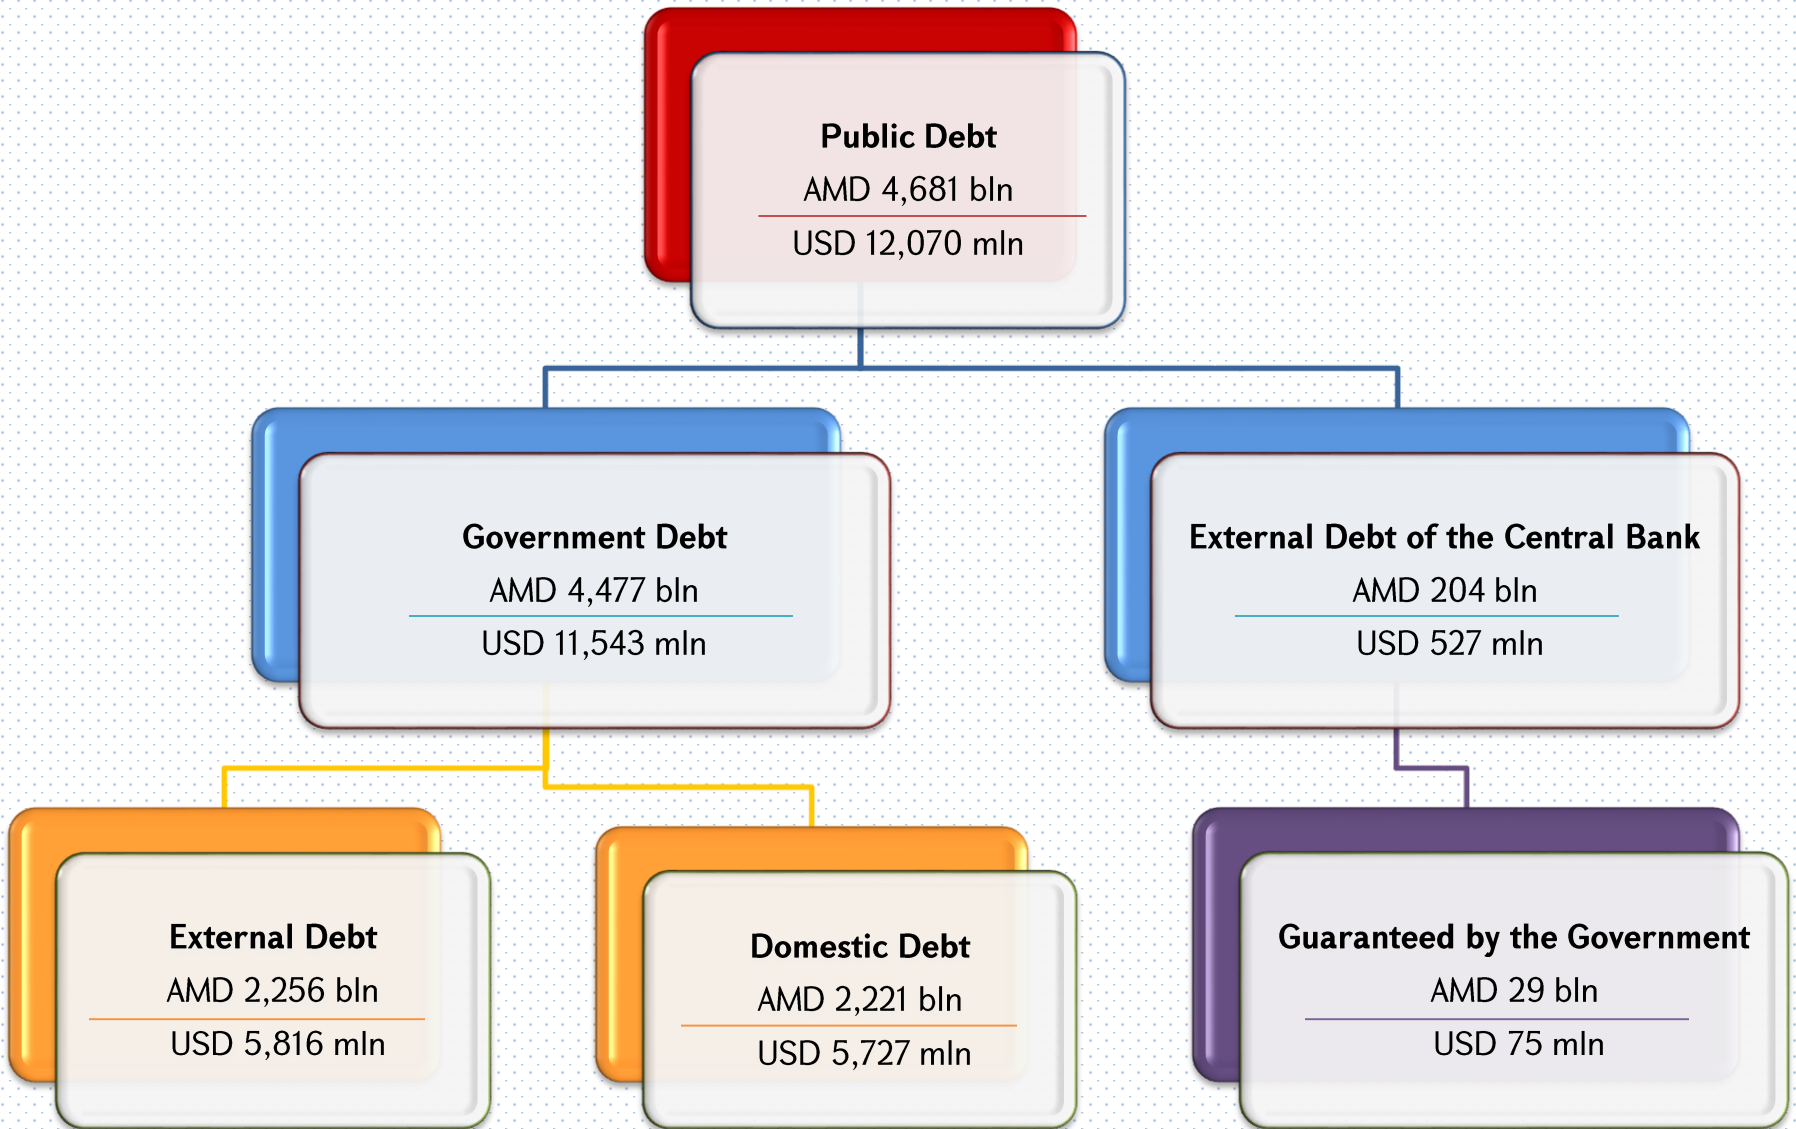 Public Debt
AMD 4,681 bln
USD 12,070 mln
Government Debt
AMD 4,477 bln
USD 11,543 mln
External Debt of the Central Bank
AMD 204 bln
USD 527 mln
External Debt
AMD 2,256 bln
USD 5,816 mln
Domestic Debt
AMD 2,221 bln
USD 5,727 mln
Guaranteed by the Government
AMD 29 bln
USD 75 mln